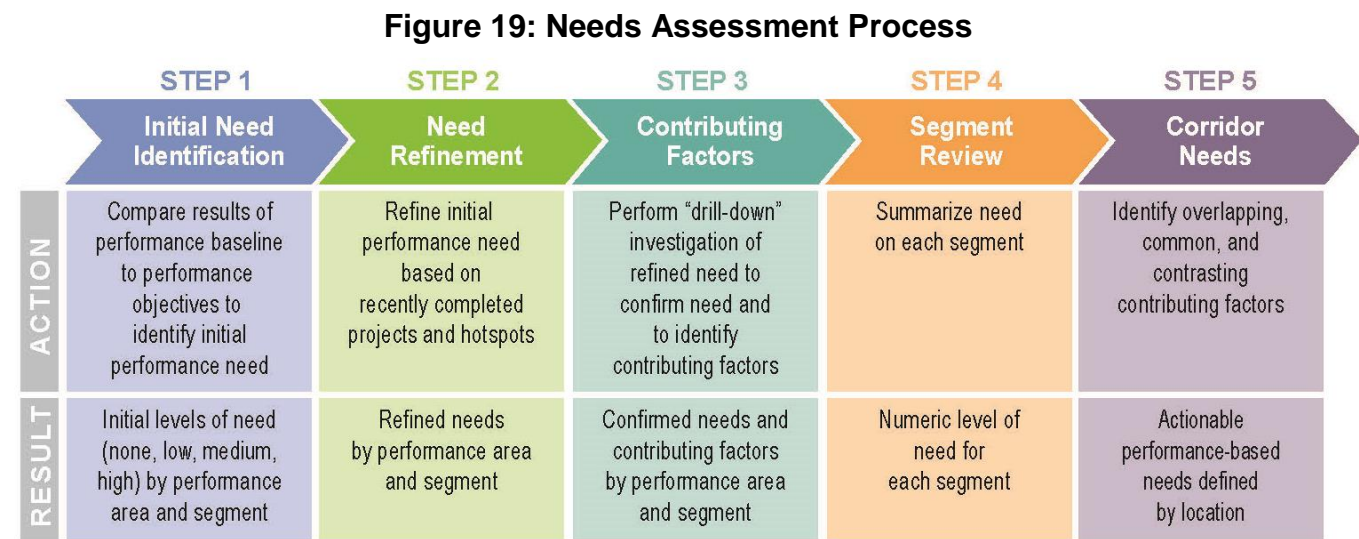 Figure 19: Needs Assessment Process
STEP 1
STEP 2
STEP 3
STEP 4
STEP 5
Initial Need
Identification
Need
Refinement
Contributing
Factors
Segment
Review
Corridor
Needs
ACTION
Compare results of
performance baseline
to performance
objectives to
identify initial
performance need
Refine initial
performance need
based on
recently completed
projects and hotspots
Perform “drill-down”
investigation of
refined need to
confirm need and
to identify
contributing factors
Summarize need
on each segment
Identify overlapping,
common, and
contrasting
contributing factors
RESULT
Initial levels of need
(none, low, medium,
high) by performance
area and segment
Refined needs
by performance area
and segment
Confirmed needs and
contributing factors
by performance area
and segment
Numeric level of
need for
each segment
Actionable
performance-based
needs defined
by location